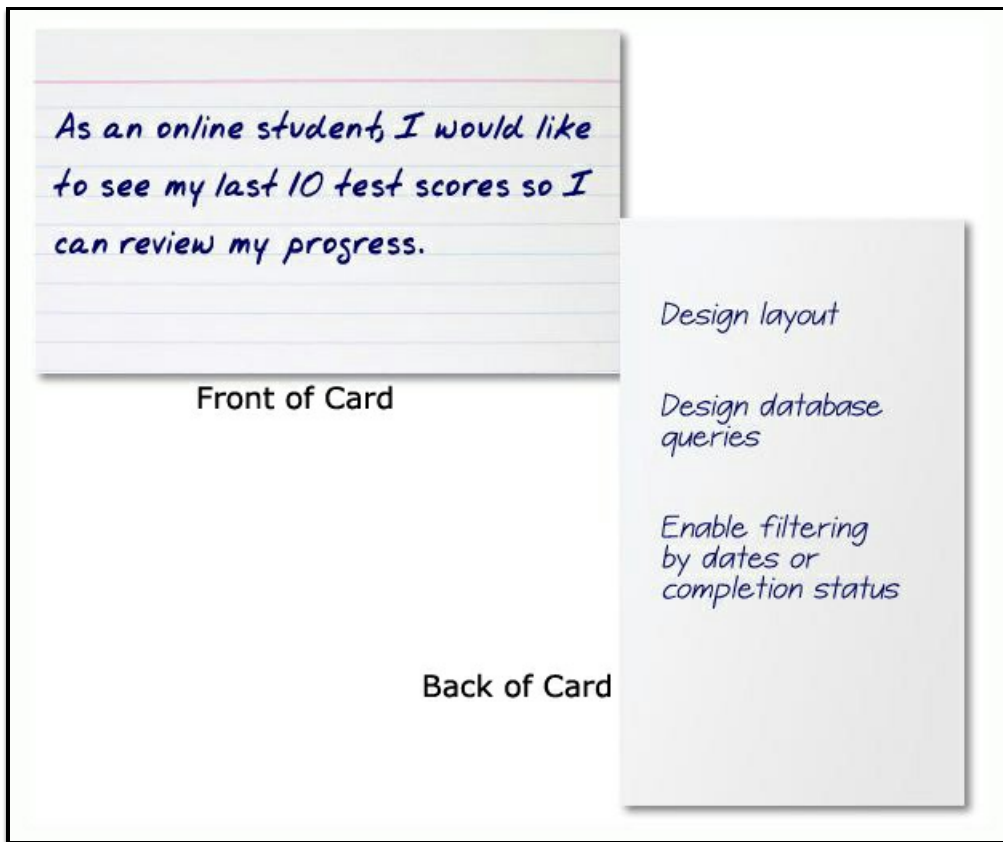 As an online student, I would like
to see my last 10 test scores so I
can review my progress.
Front of Card
Design layout
Design database
queries
Enable filtering
by dates or
completion status
Back of Card